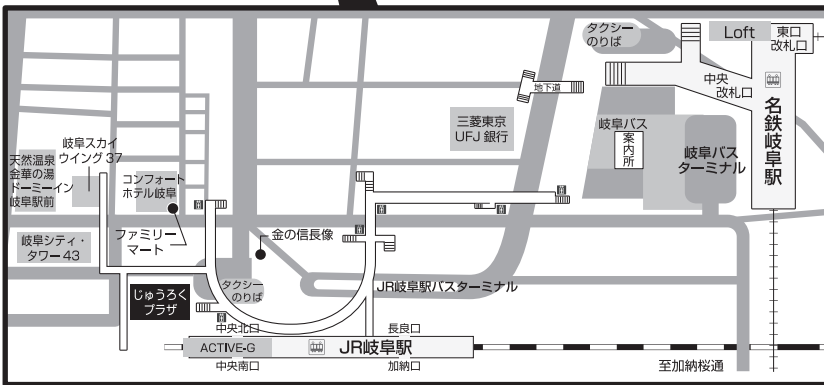 タクシー
のりば
Loft
東口
改札口
中央
改札口
名鉄岐阜駅
地下道
三菱東京
UFJ 銀行
岐阜バス
案内所
岐阜バス
ターミナル
岐阜スカイ
ウイング 37
天然温泉
金華の湯
ドーミーイン
岐阜駅前
コンフォート
ホテル岐阜
ファミリー
マート
金の信長像
岐阜シティ・
タワー 43
じゅうろく
プラザ
タクシー
のりば
JR岐阜駅バスターミナル
中央北口
長良口
ACTIVE-G
JR岐阜駅
中央南口
加納口
至加納桜通